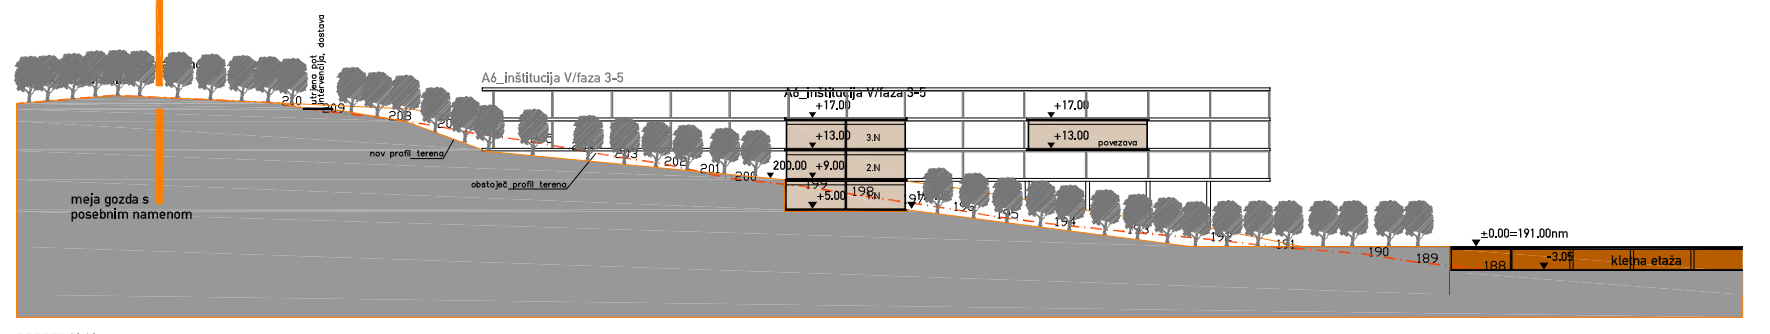 utrjena pot
intervencija, dostava
A6_inštitucija V/faza 3-5
A6_inštitucija V/faza 3-5
+17.00
+17.00
210
209
208
+13.00
3.N
+13.00
povezava
nov profil terena
203
202
201
200
200.00
+9.00
2.N
obstoječ profil terena
199
198
+5.00
1.N
195
194
192
191
190
189
188
meja gozda s
posebnim namenom
±0.00=191.00nm
-3.05
kletna etaža